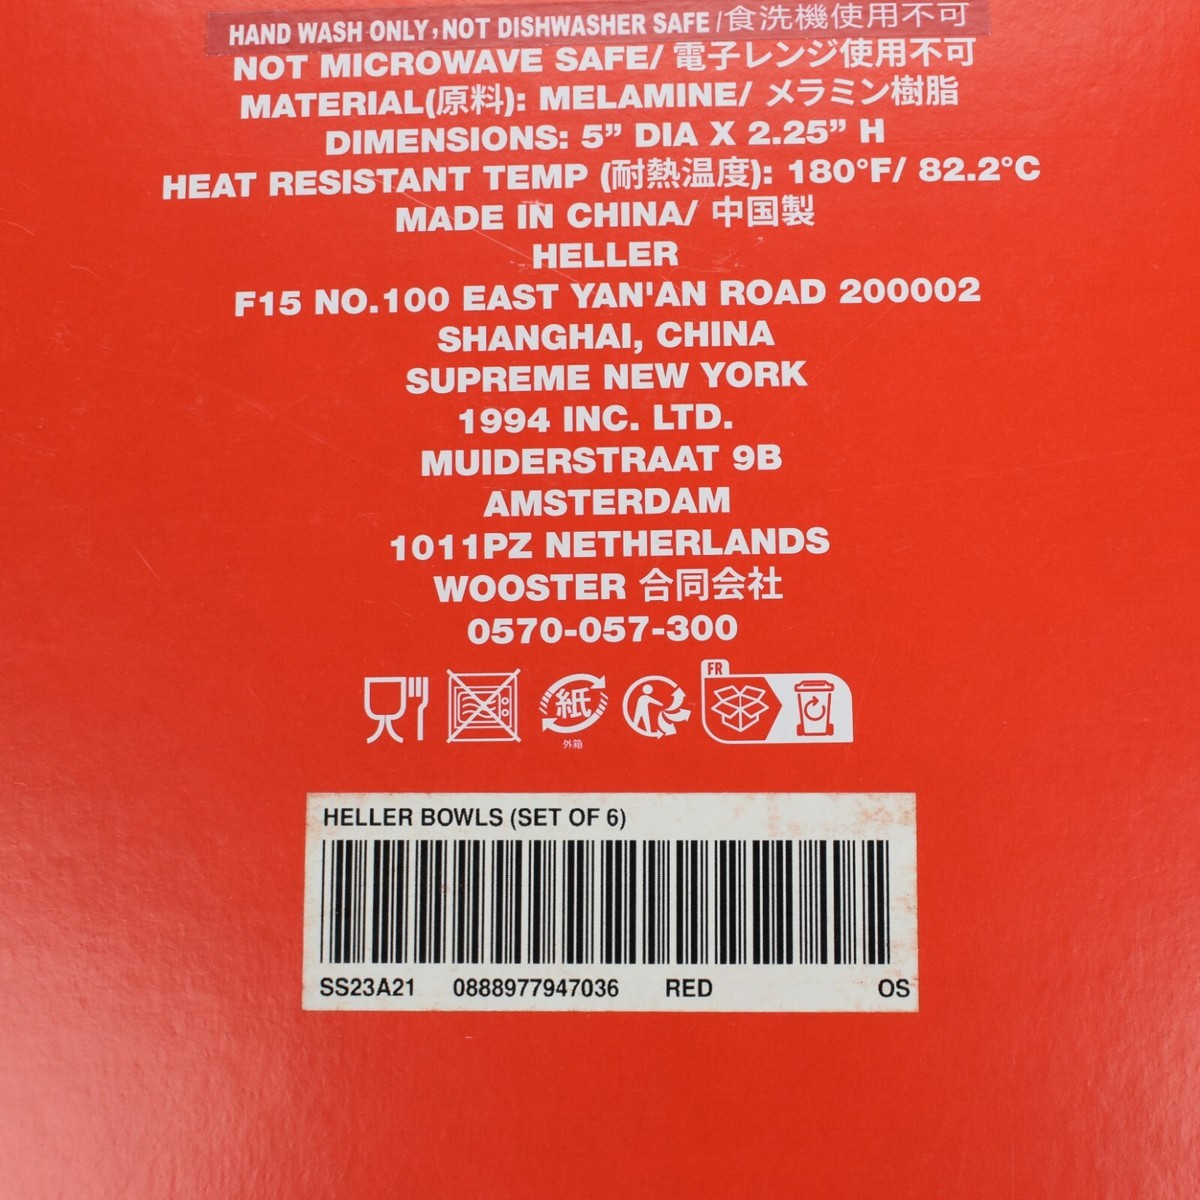 HAND WASH ONLY,NOT DISHWASHER SAFE/食洗機使用不可
NOT MICROWAVE SAFE/ 電子レンジ使用不可
MATERIAL(原料): MELAMINE/ メラミン樹脂
DIMENSIONS: 5” DIA X 2.25” H
HEAT RESISTANT TEMP (耐熱温度): 180°F/ 82.2°C
MADE IN CHINA/ 中国製
HELLER
F15 NO.100 EAST YAN'AN ROAD 200002
SHANGHAI, CHINA
SUPREME NEW YORK
1994 INC. LTD.
MUIDERSTRAAT 9B
AMSTERDAM
1011PZ NETHERLANDS
WOOSTER 合同会社
0570-057-300
FR
紙
外箱
HELLER BOWLS (SET OF 6)
SS23A21 0888977947036 RED OS